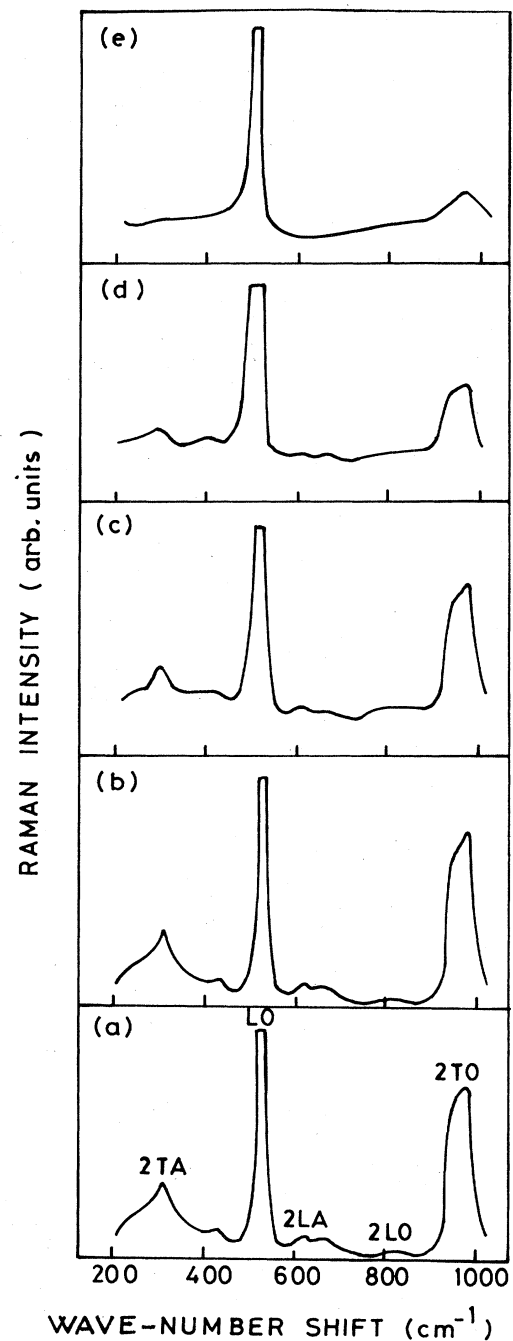 (e)
(d)
(c)
(b)
(a)
LO
2TO
2TA
2LA
2LO
200 400 600 800 1000
WAVE-NUMBER SHIFT (cm⁻¹)
RAMAN INTENSITY (arb. units)